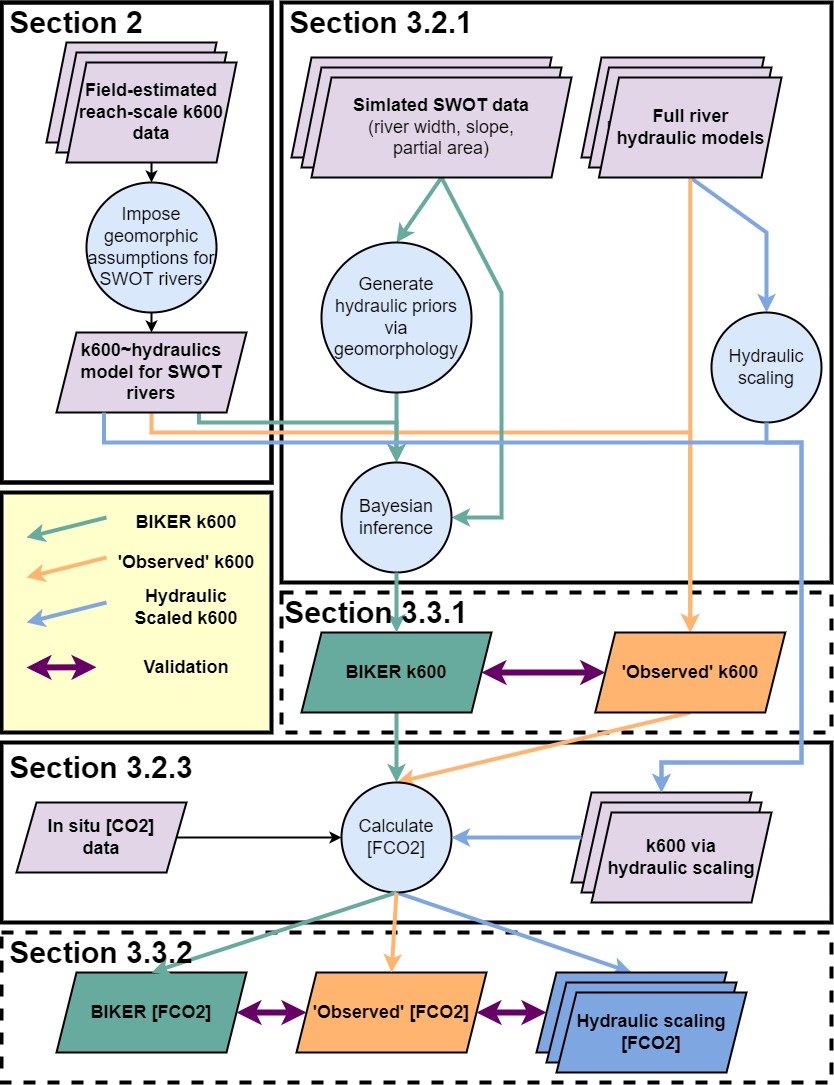 Section 2
Field-estimated
reach-scale k600
data
Impose
geomorphic
assumptions for
SWOT rivers
k600~hydraulics
model for SWOT
rivers
Section 3.2.1
Simlated SWOT data
(river width, slope,
partial area)
Full river
hydraulic models
Generate
hydraulic priors
via
geomorphology
Hydraulic
scaling
Bayesian
inference
BIKER k600
'Observed' k600
Hydraulic
Scaled k600
Validation
Section 3.3.1
BIKER k600
'Observed' k600
Section 3.2.3
In situ [CO2]
data
Calculate
[FCO2]
k600 via
hydraulic scaling
Section 3.3.2
BIKER [FCO2]
'Observed' [FCO2]
Hydraulic scaling
[FCO2]